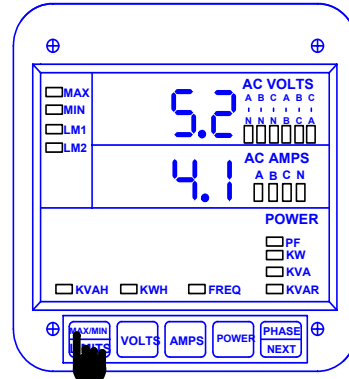 AC VOLTS
MAX
MIN
LM1
LM2
A B C A B C
- - - - - -
N N N B C A
5.2
AC AMPS
A B C N
4.1
POWER
PF
KW
KVA
KVAH KWH FREQ KVAR
MAX/MIN
VOLTS AMPS POWER
PHASE
NEXT